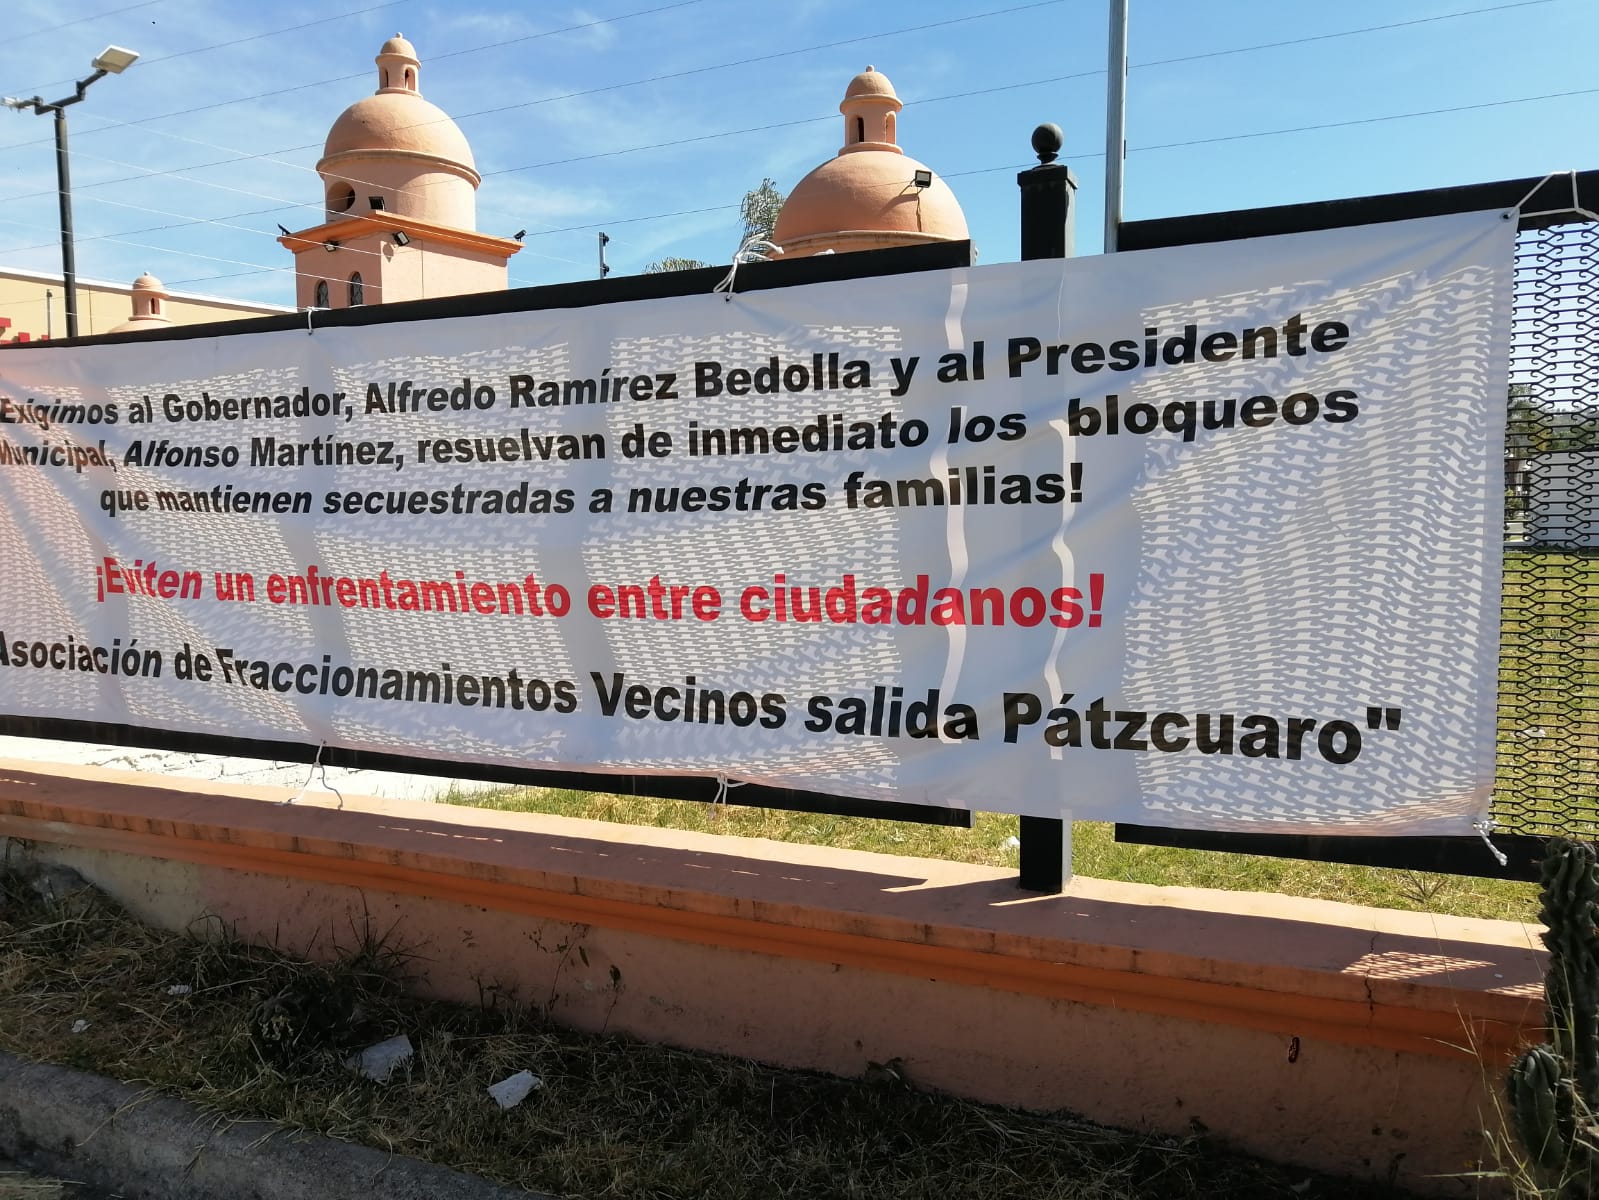 Exigimos al Gobernador, Alfredo Ramírez Bedolla y al Presidente
Municipal, Alfonso Martínez, resuelvan de inmediato los bloqueos
que mantienen secuestradas a nuestras familias!
¡Eviten un enfrentamiento entre ciudadanos!
Asociación de Fraccionamientos Vecinos salida Pátzcuaro"